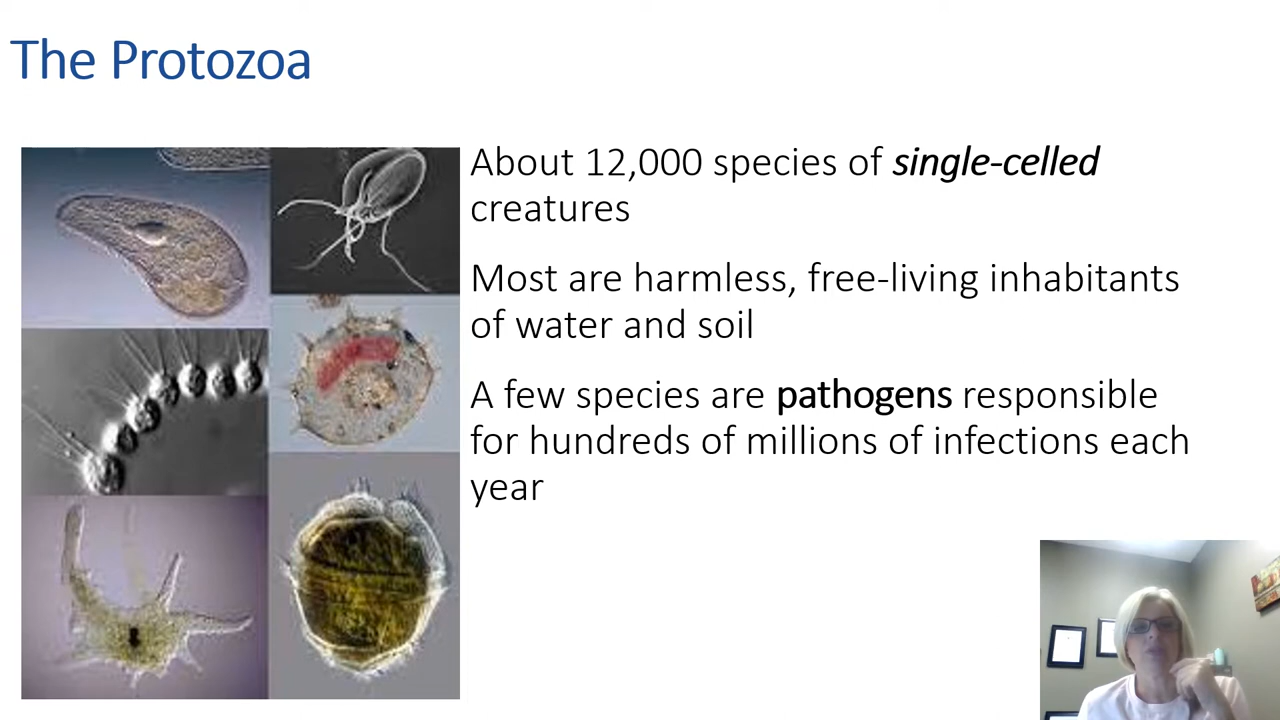 The Protozoa
About 12,000 species of single-celled
creatures
Most are harmless, free-living inhabitants
of water and soil
A few species are pathogens responsible
for hundreds of millions of infections each
year